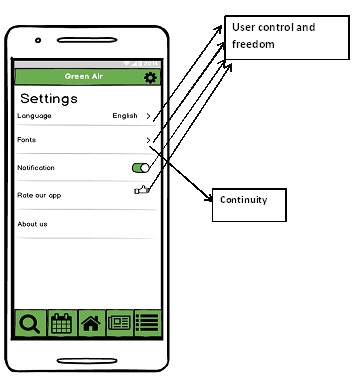 User control and
freedom
Green Air
Settings
Language English >
Fonts >
Notification
Rate our app
About us
Continuity